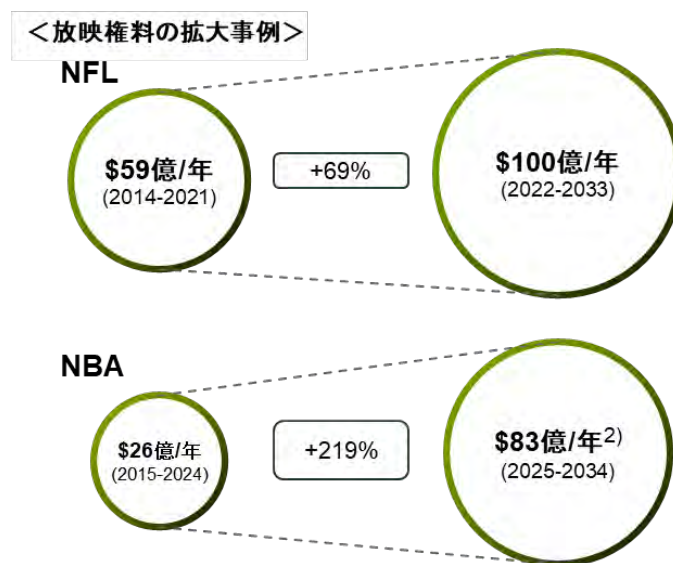 ＜放映権料の拡大事例＞
NFL
$59億/年
(2014-2021)
+69%
$100億/年
(2022-2033)
NBA
$26億/年
(2015-2024)
+219%
$83億/年2)
(2025-2034)